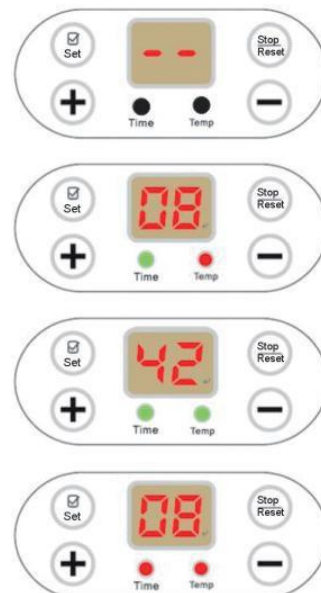 Set
--
Stop
Reset
+
Time
Temp
−
Set
08
Stop
Reset
+
Time
Temp
−
Set
42
Stop
Reset
+
Time
Temp
−
Set
08
Stop
Reset
+
Time
Temp
−